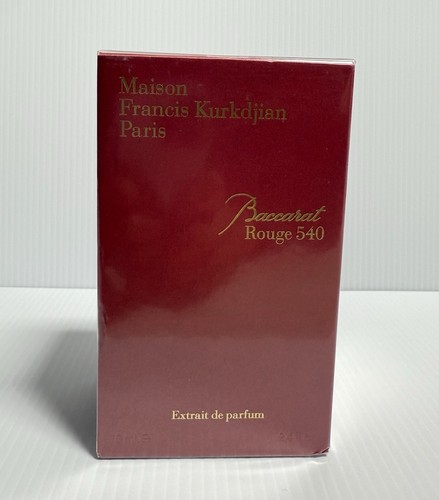 Maison
Francis Kurkdjian
Paris
Baccarat
Rouge 540
Extrait de parfum